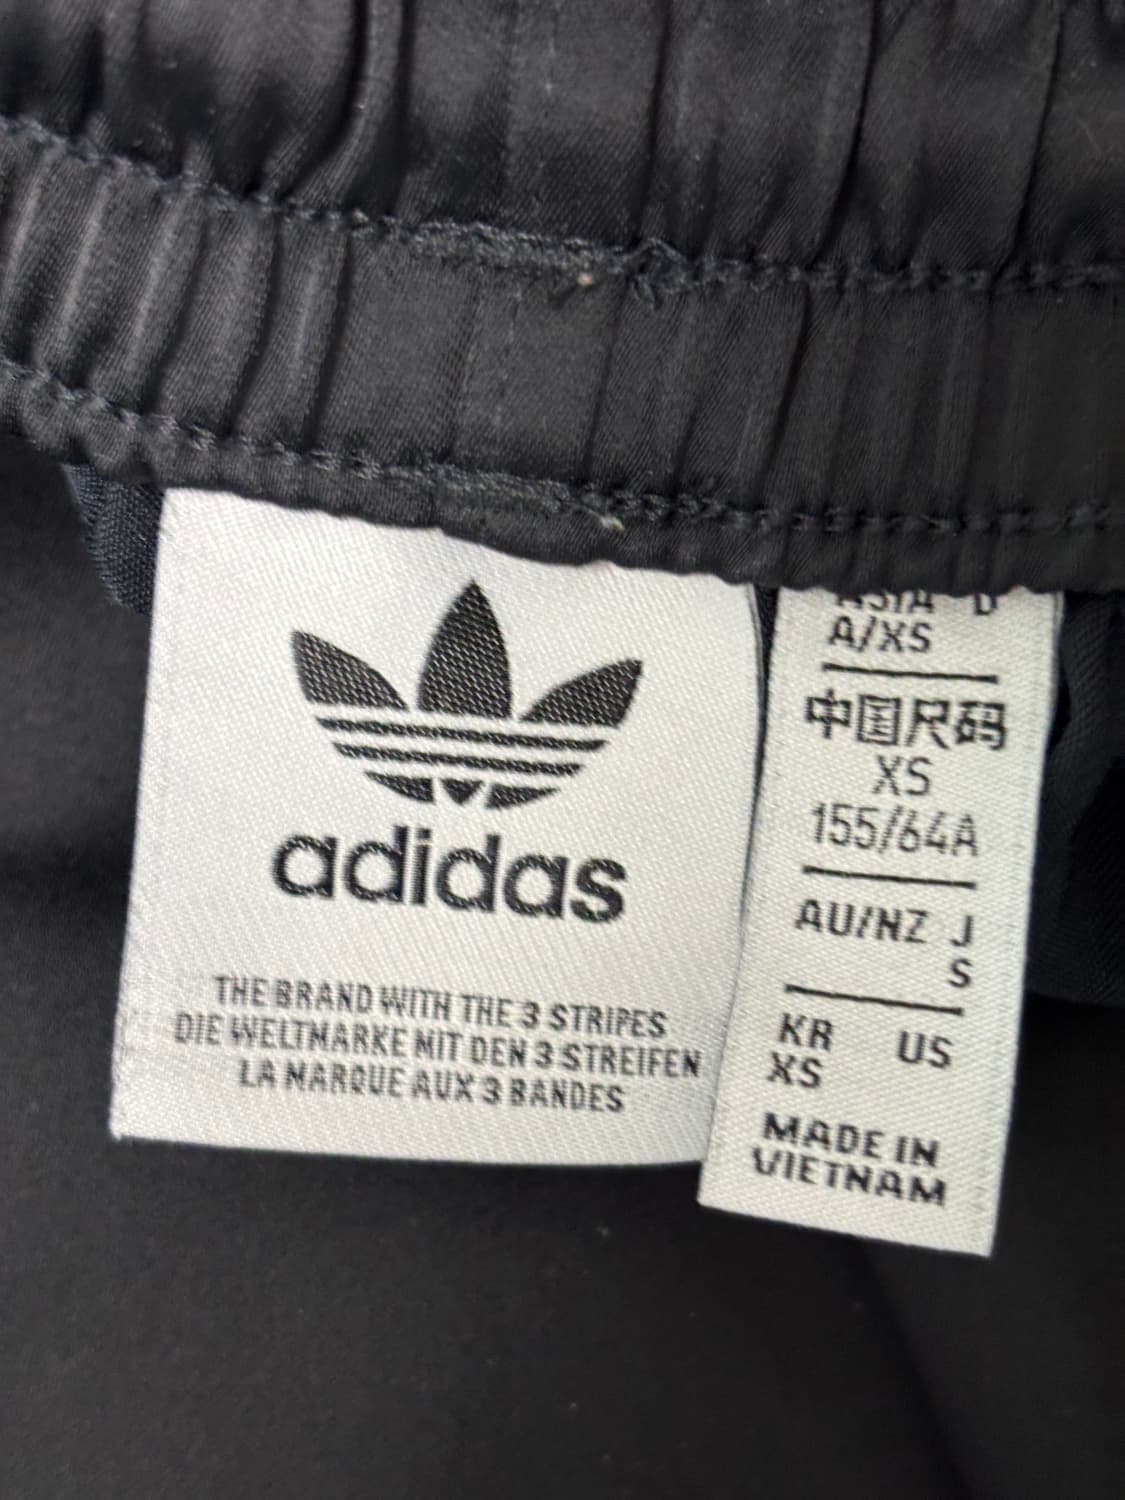 adidas
THE BRAND WITH THE 3 STRIPES
DIE WELTMARKE MIT DEN 3 STREIFEN
LA MARQUE AUX 3 BANDES
ASIA D
A/XS
中国尺码
XS
155/64A
AU/NZ J
S
KR US
XS
MADE IN
VIETNAM